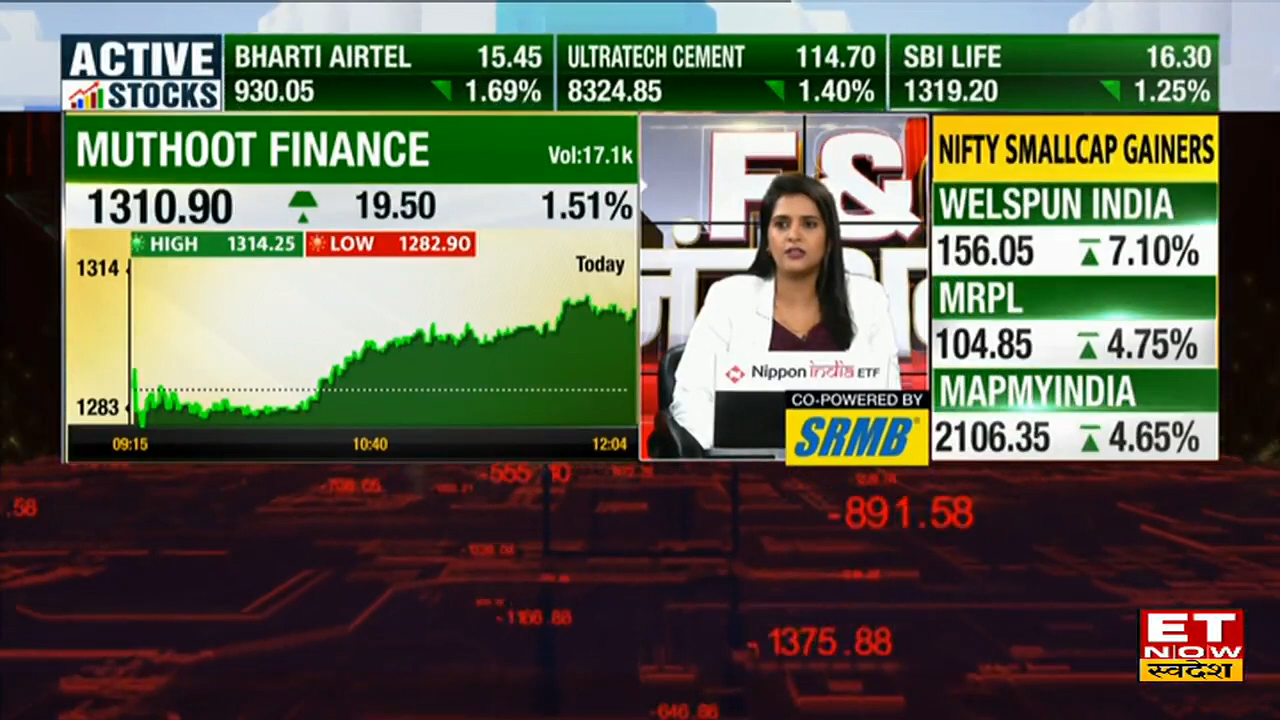 ACTIVE
STOCKS
BHARTI AIRTEL 15.45
930.05 1.69%
ULTRATECH CEMENT 114.70
8324.85 1.40%
SBI LIFE 16.30
1319.20 1.25%
MUTHOOT FINANCE Vol:17.1k
1310.90 19.50 1.51%
HIGH 1314.25 LOW 1282.90
Today
1314
1283
09:15 10:40 12:04
F&
Nippon india ETF
CO-POWERED BY
SRMB
NIFTY SMALLCAP GAINERS
WELSPUN INDIA
156.05 7.10%
MRPL
104.85 4.75%
MAPMYINDIA
2106.35 4.65%
.58
-891.58
-1375.88
ET
NOW
स्वदेश